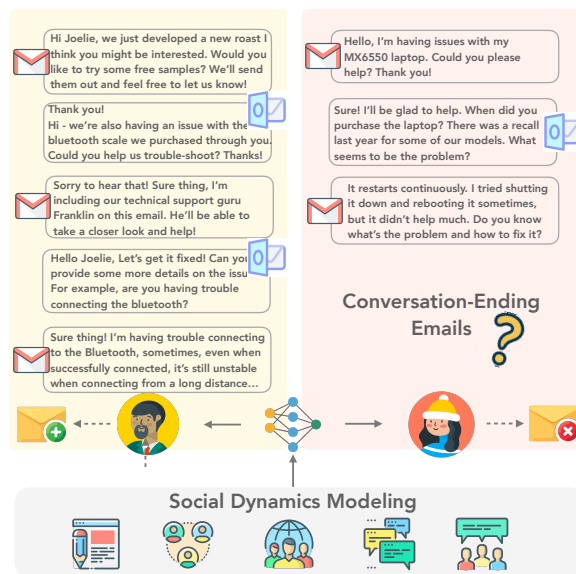 Hi Joelie, we just developed a new roast I
think you might be interested. Would you
like to try some free samples? We'll send
them out and feel free to let us know!
Thank you!
Hi - we're also having an issue with the
bluetooth scale we purchased through you.
Could you help us trouble-shoot? Thanks!
Sorry to hear that! Sure thing, I'm
including our technical support guru
Franklin on this email. He'll be able to
take a closer look and help!
Hello Joelie, Let's get it fixed! Can you
provide some more details on the
For example, are you having trouble
connecting the bluetooth?
Sure thing! I'm having trouble connecting
to the Bluetooth, sometimes, even when
successfully connected, it's still unstable
when connecting from a long distance...
Hello, I'm having issues with my
MX6550 laptop. Could you please
help? Thank you!
Sure! I'll be glad to help. When did you
purchase the laptop? There was a recall
last year for some of our models. What
seems to be the problem?
It restarts continuously. I tried shutting
it down and rebooting it sometimes,
but it didn't help much. Do you know
what's the problem and how to fix it?
Conversation-Ending
Emails
Social Dynamics Modeling